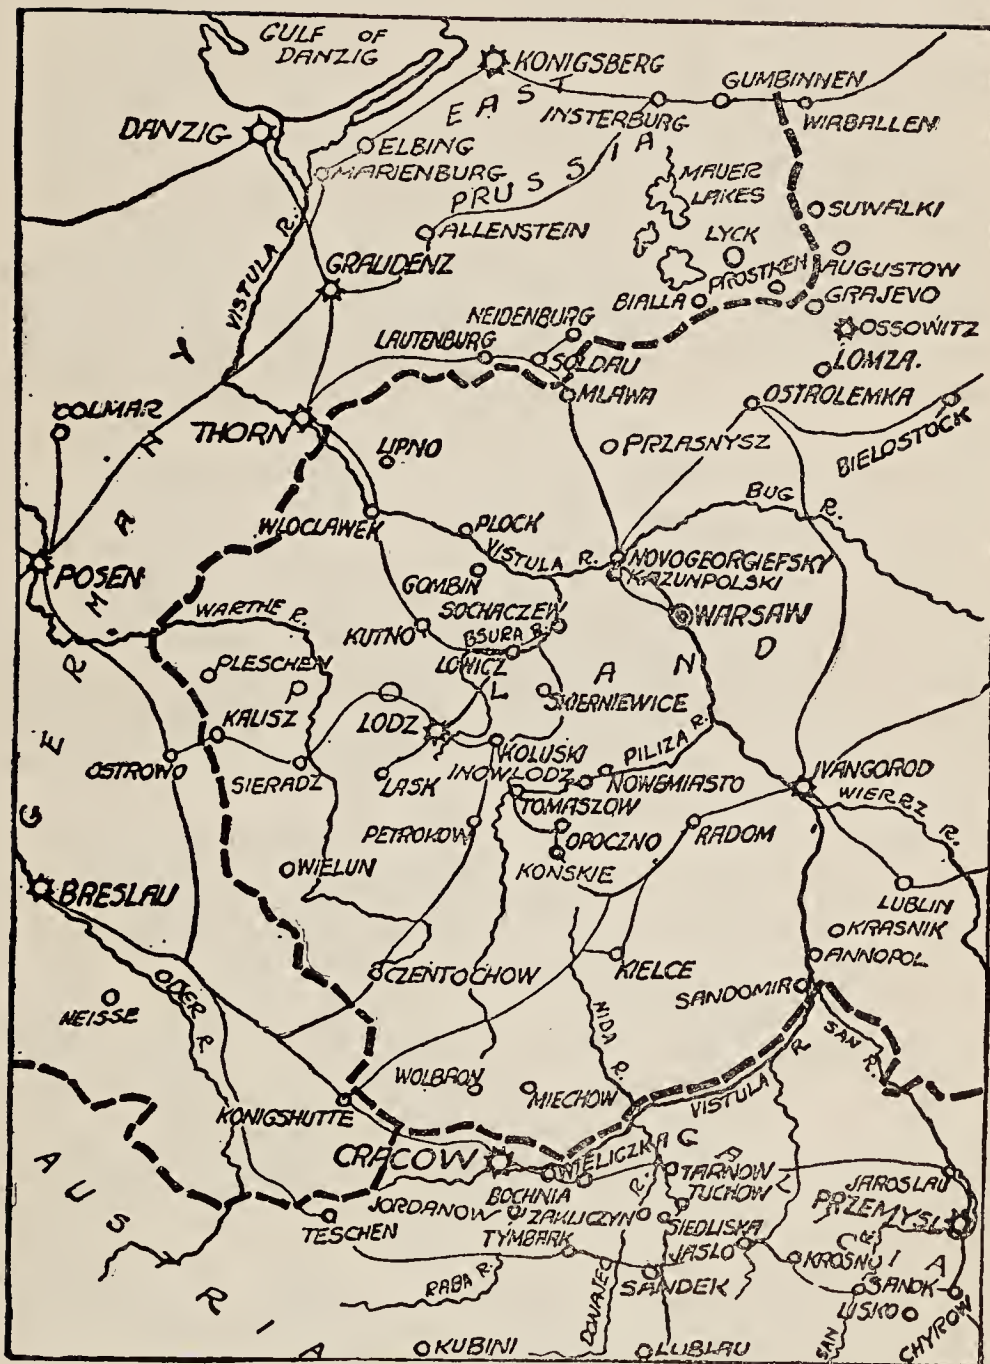 GULF OF
DANZIG
KONIGSBERG
GUMBINNEN
EAST
INSTERBURG
WIRBALLEN
DANZIG
ELBING
MARIENBURG
PRUSSIA
MAUER
LAKES
SUWALKI
ALLENSTEIN
LYCK
GRAUDENZ
PROSTKEN
AUGUSTOW
VISTULA R.
BIALLA
GRAJEVO
NEIDENBURG
OSSOWITZ
LAUTENBURG
SOLDAU
LOMZA.
MLAWA
OSTROLEMKA
COLMAR
THORN
LIPNO
PRZASNYSZ
BIELOSTOCK
BUG R.
WLOCLAWEK
PLOCK
VISTULA R.
NOVOGEORGIEFSKY
KAZUNPOLSKI
POSEN
GOMBIN
WARSAW
WARTHE R.
SOCHACZEW
KUTNO
BSURA R.
LOWICZ
PLESCHEN
POLAND
SKIERNIEWICE
KALISZ
LODZ
GERMANY
KOLUSKI
PILIZA R.
OSTROWO
SIERADZ
LASK
INOWLODZ
NOWEMIASTO
IVANGOROD
TOMASZOW
WIEREZ R.
PETROKOW
OPOCZNO
RADOM
WIELUN
KONSKIE
BRESLAU
LUBLIN
KRASNIK
ANNOPOL
CZENTOCHOW
KIELCE
SANDOMIR
ODER R.
NEISSE
NIDA R.
SAN R.
WOLBRON
MIECHOW
VISTULA R
KONIGSHUTTE
CRACOW
WIELICZKA
GALICIA
TARNOW
JAROSLAU
BOCHNIA
TUCHOW
PRZEMYSL
JORDANOW
ZAKLICZYN
R.
SIEDLISKA
TESCHEN
TYMBARK
JASLO
KROSNO
RABA R.
SANDEK
SANOK
LISKO
DONAJEC
SAN
CHYROW
AUSTRIA
KUBINI
LUBLAU